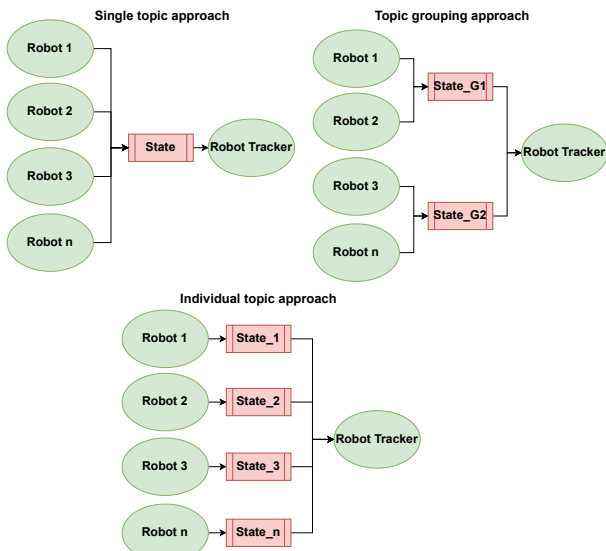 Single topic approach
Robot 1
Robot 2
Robot 3
Robot n
State
Robot Tracker
Topic grouping approach
Robot 1
Robot 2
Robot 3
Robot n
State_G1
State_G2
Robot Tracker
Individual topic approach
Robot 1
State_1
Robot 2
State_2
Robot 3
State_3
Robot n
State_n
Robot Tracker